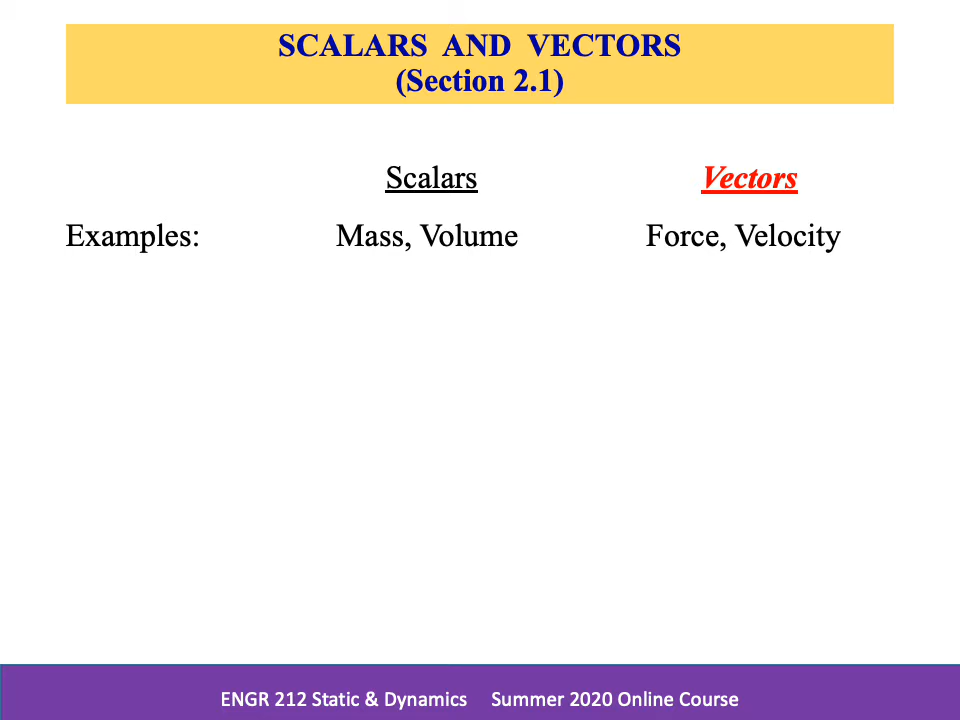 SCALARS AND VECTORS
(Section 2.1)
Scalars Vectors
Examples: Mass, Volume Force, Velocity
ENGR 212 Static & Dynamics Summer 2020 Online Course